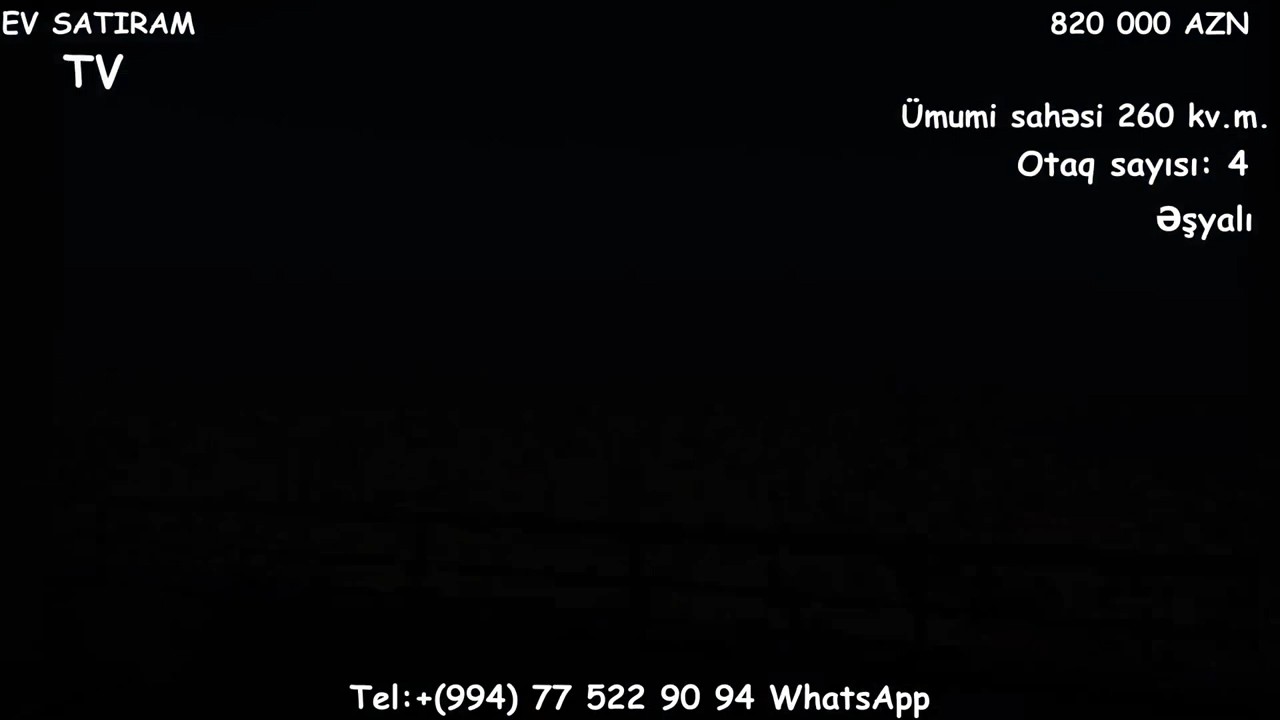 EV SATIRAM
TV
820 000 AZN
Ümumi sahəsi 260 kv.m.
Otaq sayısı: 4
Əşyalı
Tel:+(994) 77 522 90 94 WhatsApp